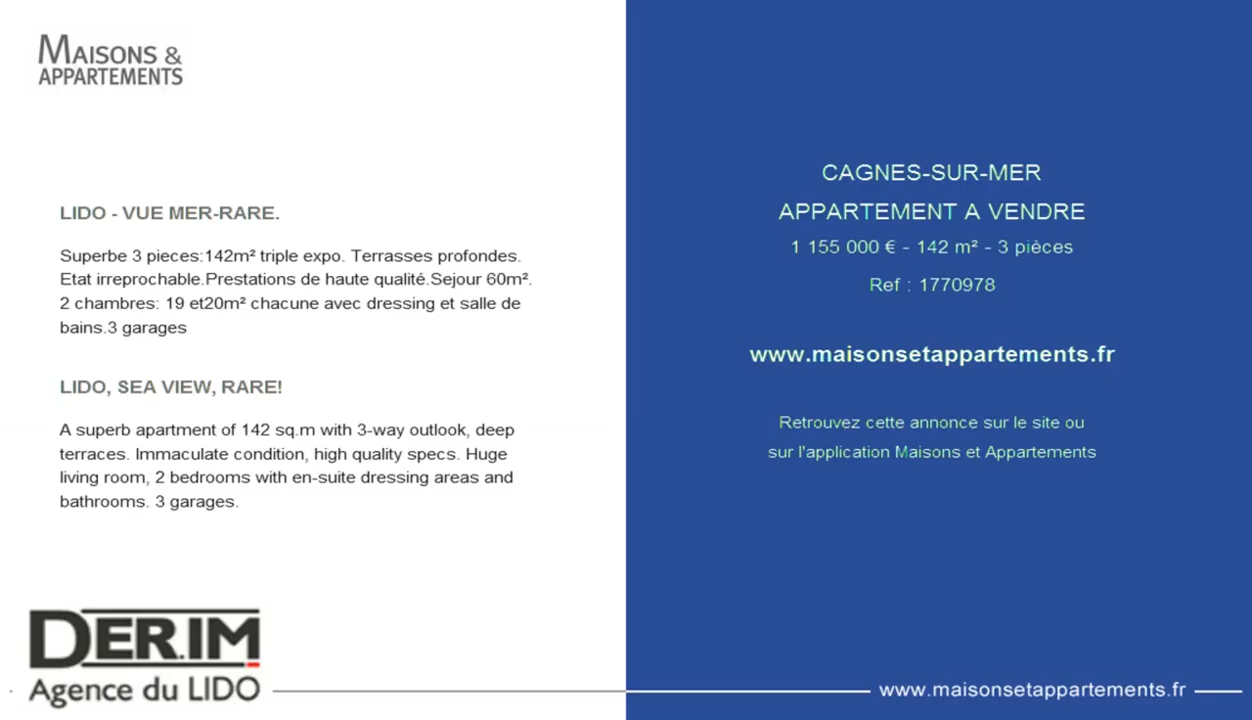 MAISONS &
APPARTEMENTS
LIDO - VUE MER-RARE.
Superbe 3 pieces:142m² triple expo. Terrasses profondes.
Etat irreprochable.Prestations de haute qualité.Sejour 60m².
2 chambres: 19 et20m² chacune avec dressing et salle de
bains.3 garages
LIDO, SEA VIEW, RARE!
A superb apartment of 142 sq.m with 3-way outlook, deep
terraces. Immaculate condition, high quality specs. Huge
living room, 2 bedrooms with en-suite dressing areas and
bathrooms. 3 garages.
DER.IM
Agence du LIDO
CAGNES-SUR-MER
APPARTEMENT A VENDRE
1 155 000 € - 142 m² - 3 pièces
Ref : 1770978
www.maisonsetappartements.fr
Retrouvez cette annonce sur le site ou
sur l'application Maisons et Appartements
www.maisonsetappartements.fr